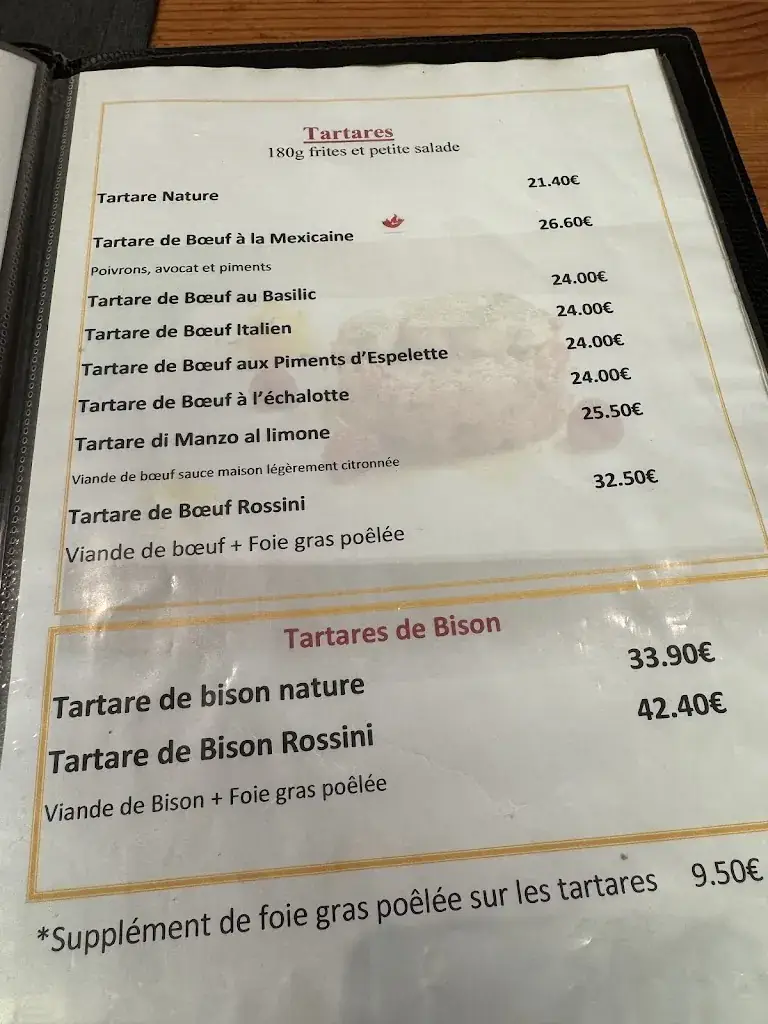 Tartares
180g frites et petite salade
Tartare Nature 21.40€
Tartare de Bœuf à la Mexicaine 26.60€
Poivrons, avocat et piments
Tartare de Bœuf au Basilic 24.00€
Tartare de Bœuf Italien 24.00€
Tartare de Bœuf aux Piments d'Espelette 24.00€
Tartare de Bœuf à l'échalotte 24.00€
Tartare di Manzo al limone 25.50€
Viande de bœuf sauce maison légèrement citronnée
Tartare de Bœuf Rossini 32.50€
Viande de bœuf + Foie gras poêlée
Tartares de Bison
Tartare de bison nature 33.90€
Tartare de Bison Rossini 42.40€
Viande de Bison + Foie gras poêlée
*Supplément de foie gras poêlée sur les tartares 9.50€